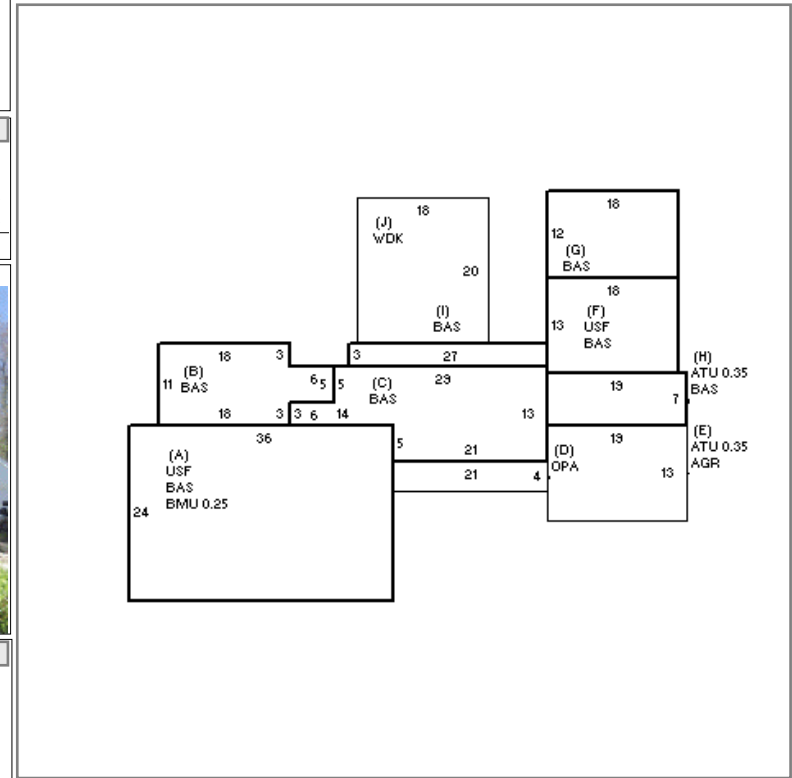 18
(J)
WDK
20
(I)
BAS
18
12
(G)
BAS
18
13
(F)
USF
BAS
18
3
(B)
BAS
11
6
5
18
3
3
6
3
27
5
(C)
BAS
29
14
13
19
7
(H)
ATU 0.35
BAS
36
(A)
USF
BAS
BMU 0.25
24
5
21
21
4
(D)
OPA
19
13
(E)
ATU 0.35
AGR